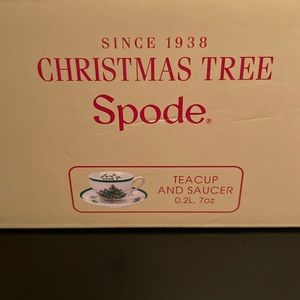 SINCE 1938
CHRISTMAS TREE
Spode®
TEACUP
AND SAUCER
0.2L, 7oz